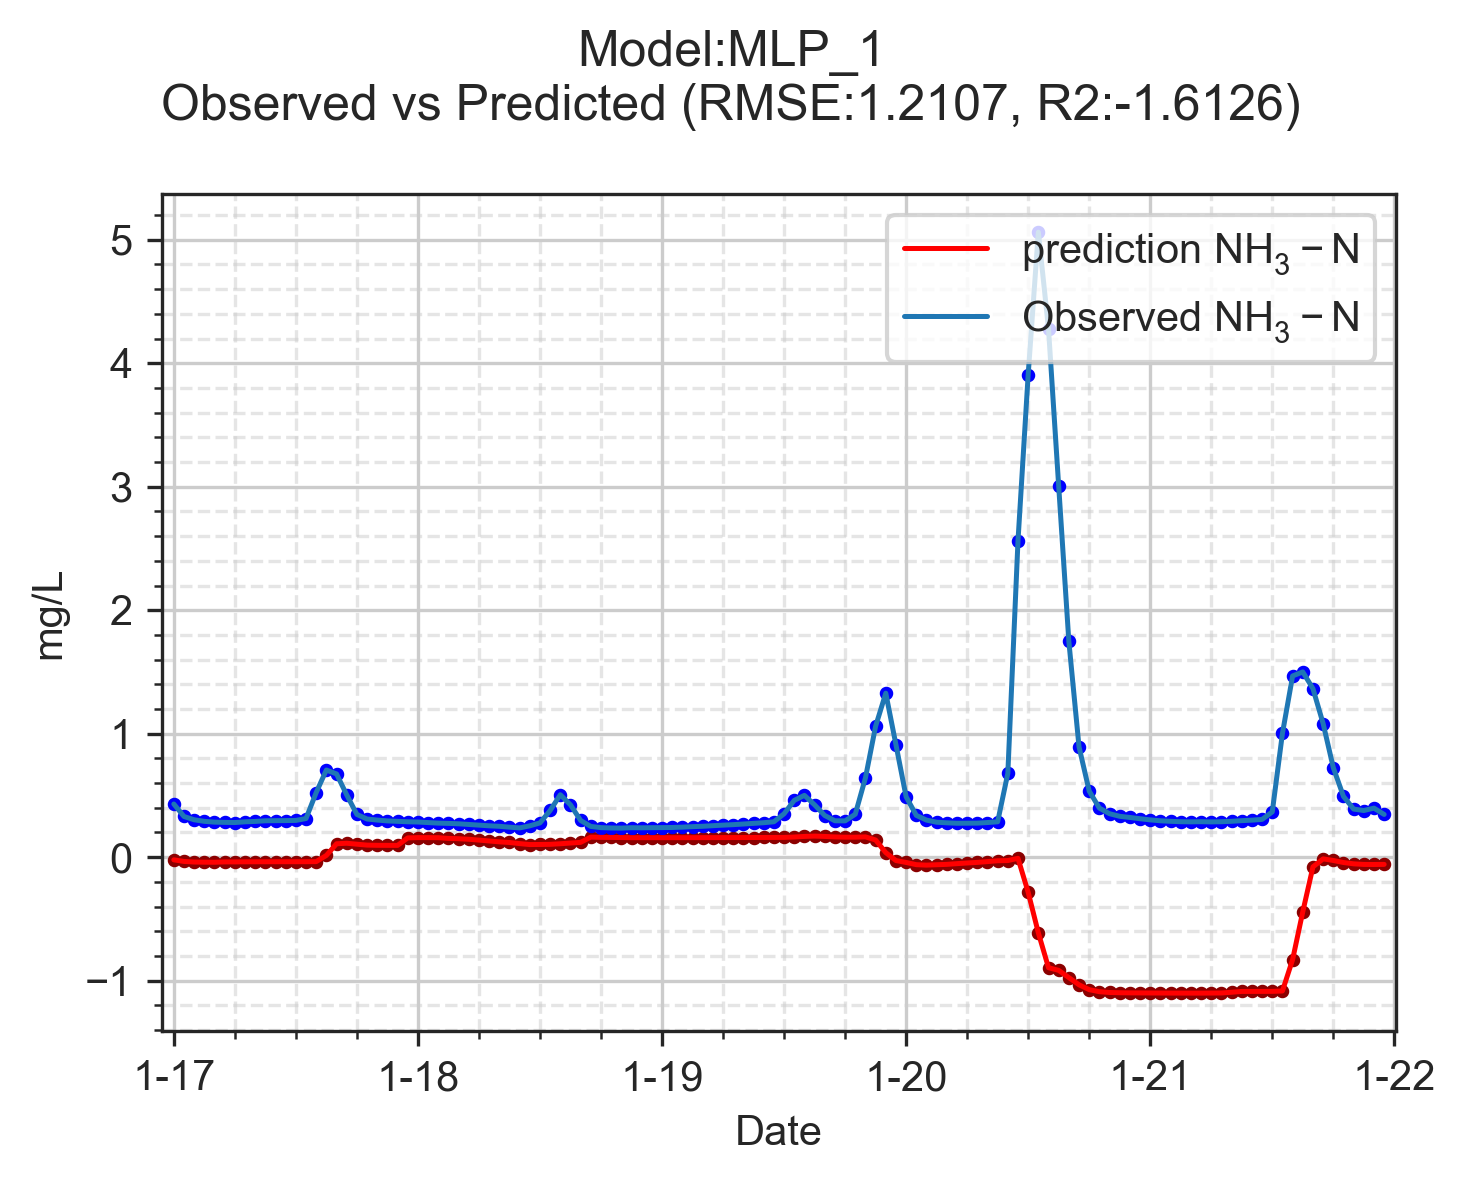 Model:MLP_1
Observed vs Predicted (RMSE:1.2107, R2:-1.6126)
prediction NH₃ − N
Observed NH₃ − N
5
4
3
2
1
0
−1
mg/L
1-17 1-18 1-19 1-20 1-21 1-22
Date